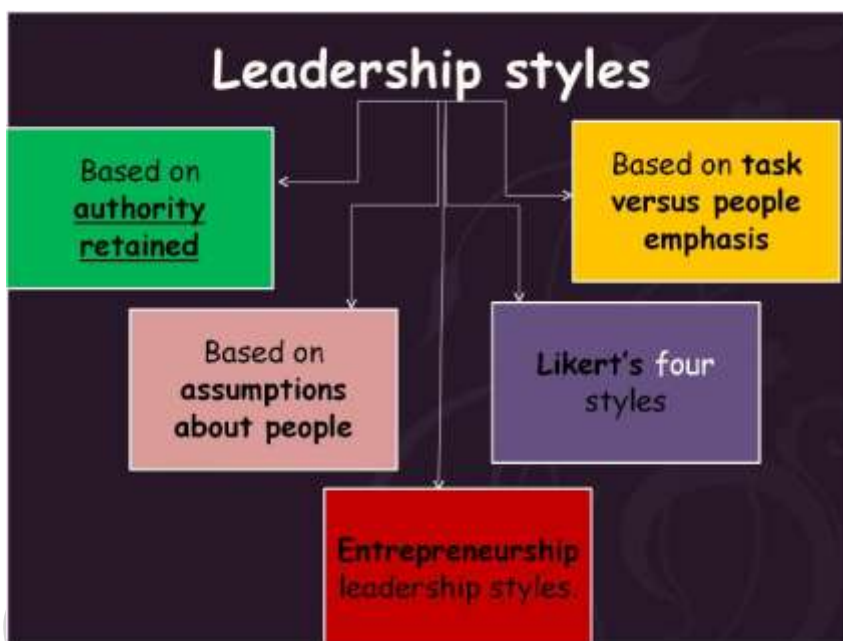 Leadership styles
Based on
authority
retained
Based on task
versus people
emphasis
Based on
assumptions
about people
Likert's four
styles
Entrepreneurship
leadership styles.